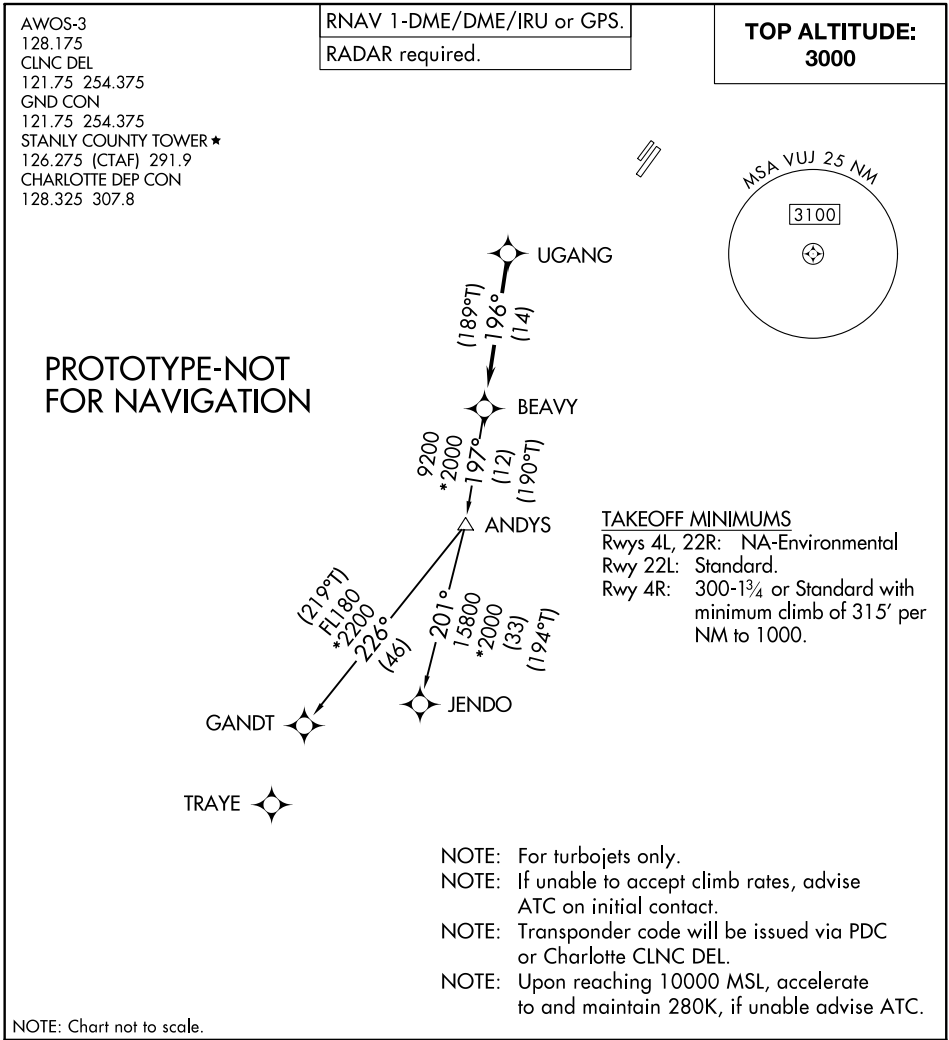 AWOS-3
128.175
CLNC DEL
121.75 254.375
GND CON
121.75 254.375
STANLY COUNTY TOWER★
126.275 (CTAF) 291.9
CHARLOTTE DEP CON
128.325 307.8
RNAV 1-DME/DME/IRU or GPS.
RADAR required.
TOP ALTITUDE:
3000
MSA VUJ 25 NM
3100
UGANG
(189°T)
196°
(14)
PROTOTYPE-NOT
FOR NAVIGATION
BEAVY
9200
*2000
197°
(12)
(190°T)
ANDYS
TAKEOFF MINIMUMS
Rwys 4L, 22R: NA-Environmental
Rwy 22L: Standard.
Rwy 4R: 300-1¾ or Standard with
minimum climb of 315' per
NM to 1000.
(219°T)
FL180
*2200
226°
(46)
201°
15800
*2000
(33)
(194°T)
JENDO
GANDT
TRAYE
NOTE: For turbojets only.
NOTE: If unable to accept climb rates, advise
ATC on initial contact.
NOTE: Transponder code will be issued via PDC
or Charlotte CLNC DEL.
NOTE: Upon reaching 10000 MSL, accelerate
to and maintain 280K, if unable advise ATC.
NOTE: Chart not to scale.